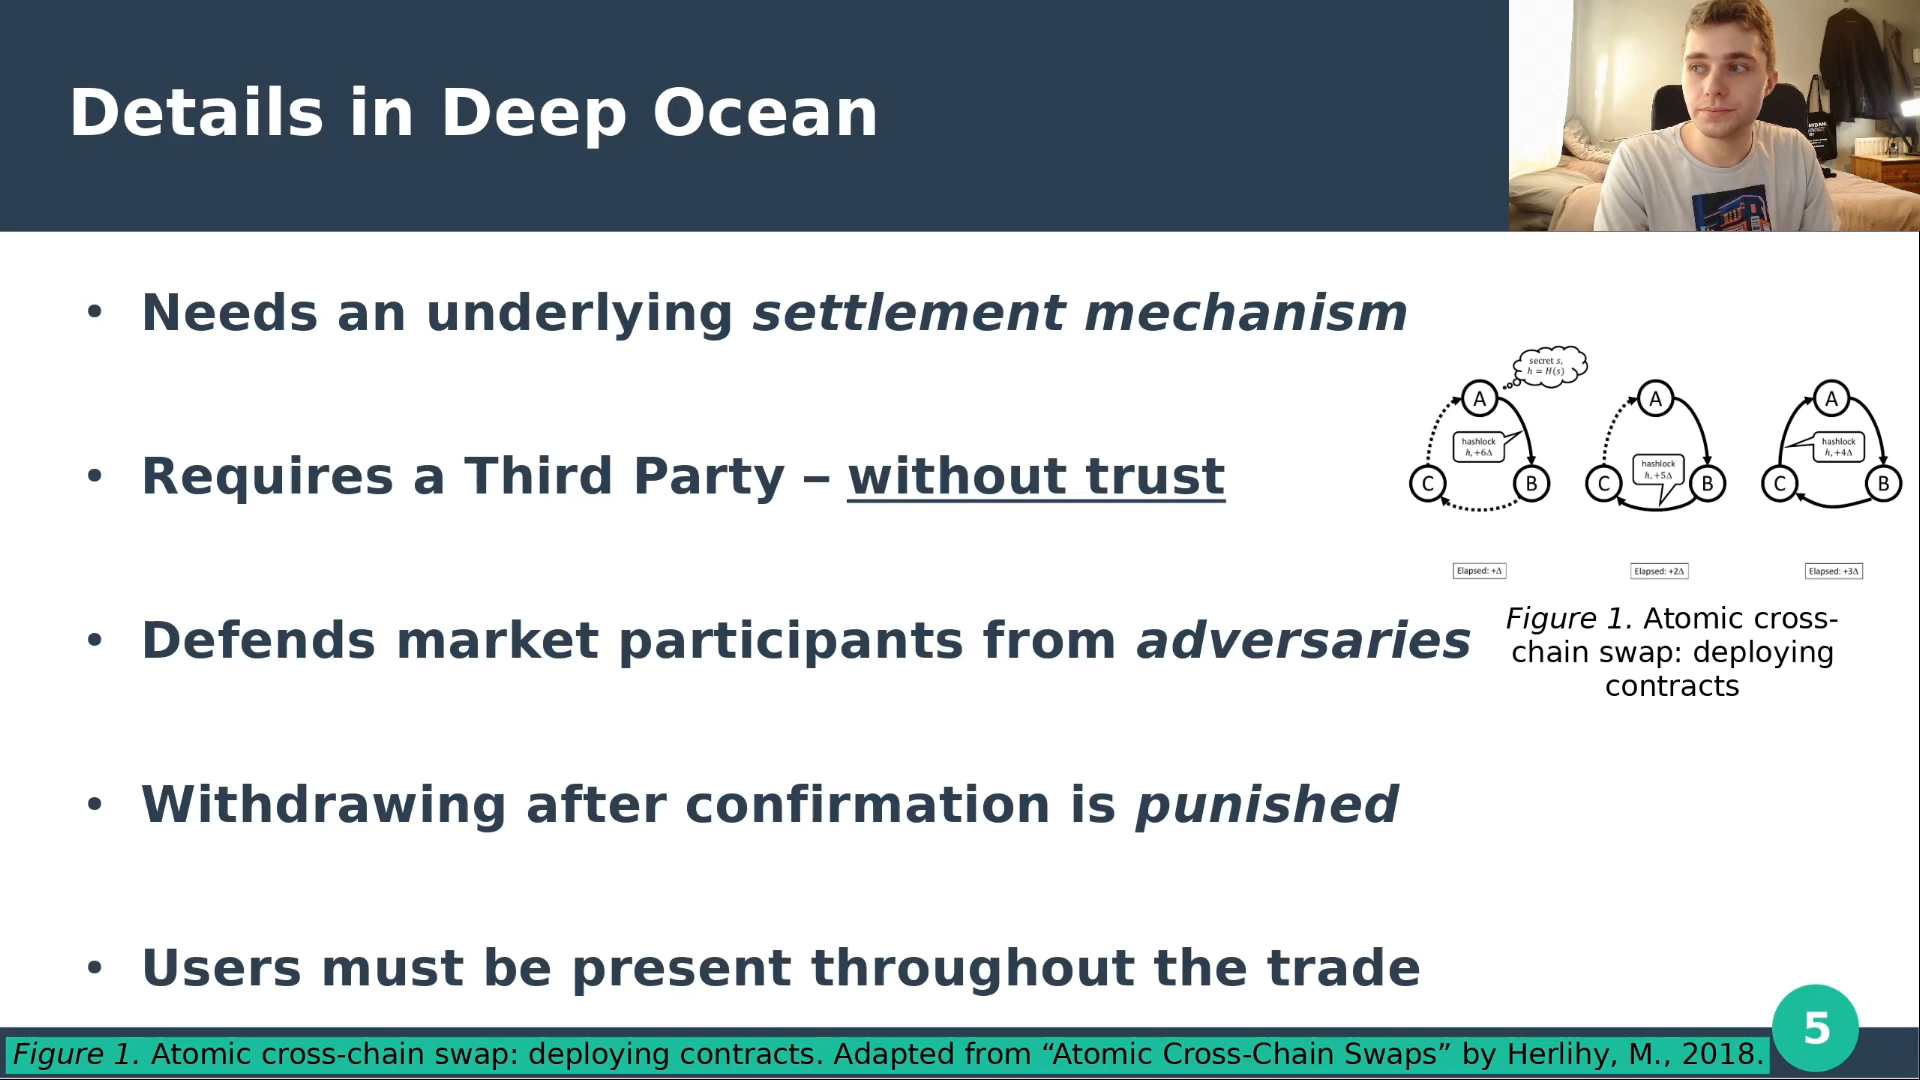 Details in Deep Ocean
• Needs an underlying settlement mechanism
• Requires a Third Party – without trust
• Defends market participants from adversaries
• Withdrawing after confirmation is punished
• Users must be present throughout the trade
secret s,
h = H(s)
A
hashlock
h,+6Δ
C
B
Elapsed: +Δ
A
hashlock
h,+5Δ
C
B
Elapsed: +2Δ
A
hashlock
h,+4Δ
C
B
Elapsed: +3Δ
Figure 1. Atomic cross-
chain swap: deploying
contracts
5
Figure 1. Atomic cross-chain swap: deploying contracts. Adapted from “Atomic Cross-Chain Swaps” by Herlihy, M., 2018.